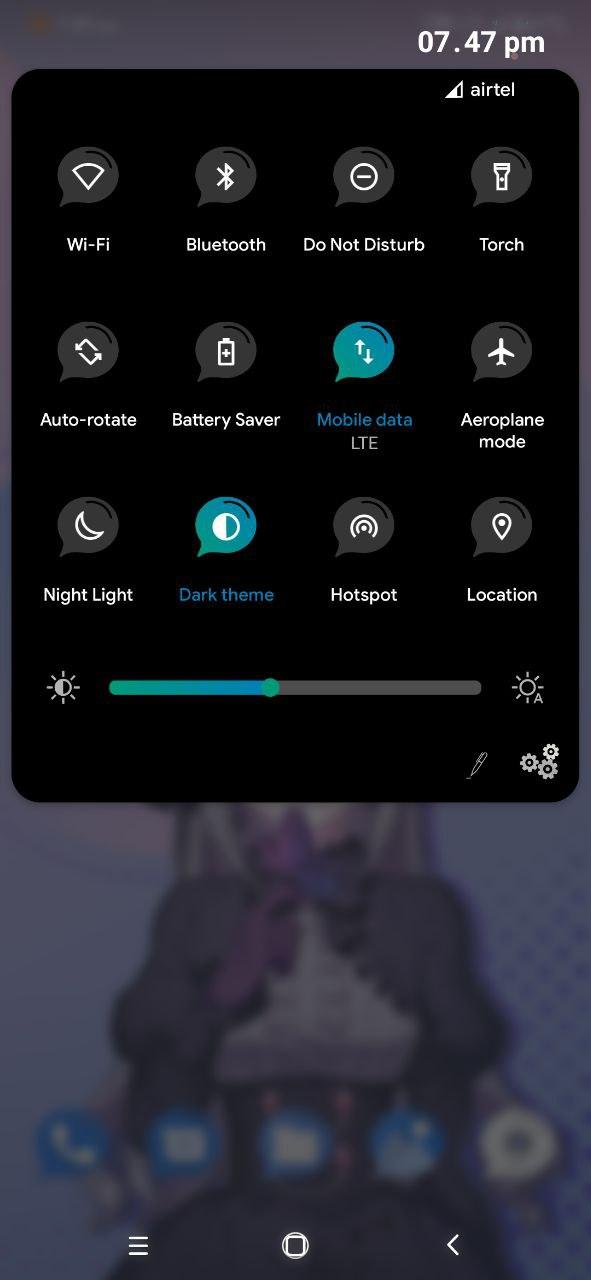 07.47 pm
airtel
Wi-Fi
Bluetooth
Do Not Disturb
Torch
Auto-rotate
Battery Saver
Mobile data
LTE
Aeroplane
mode
Night Light
Dark theme
Hotspot
Location
A